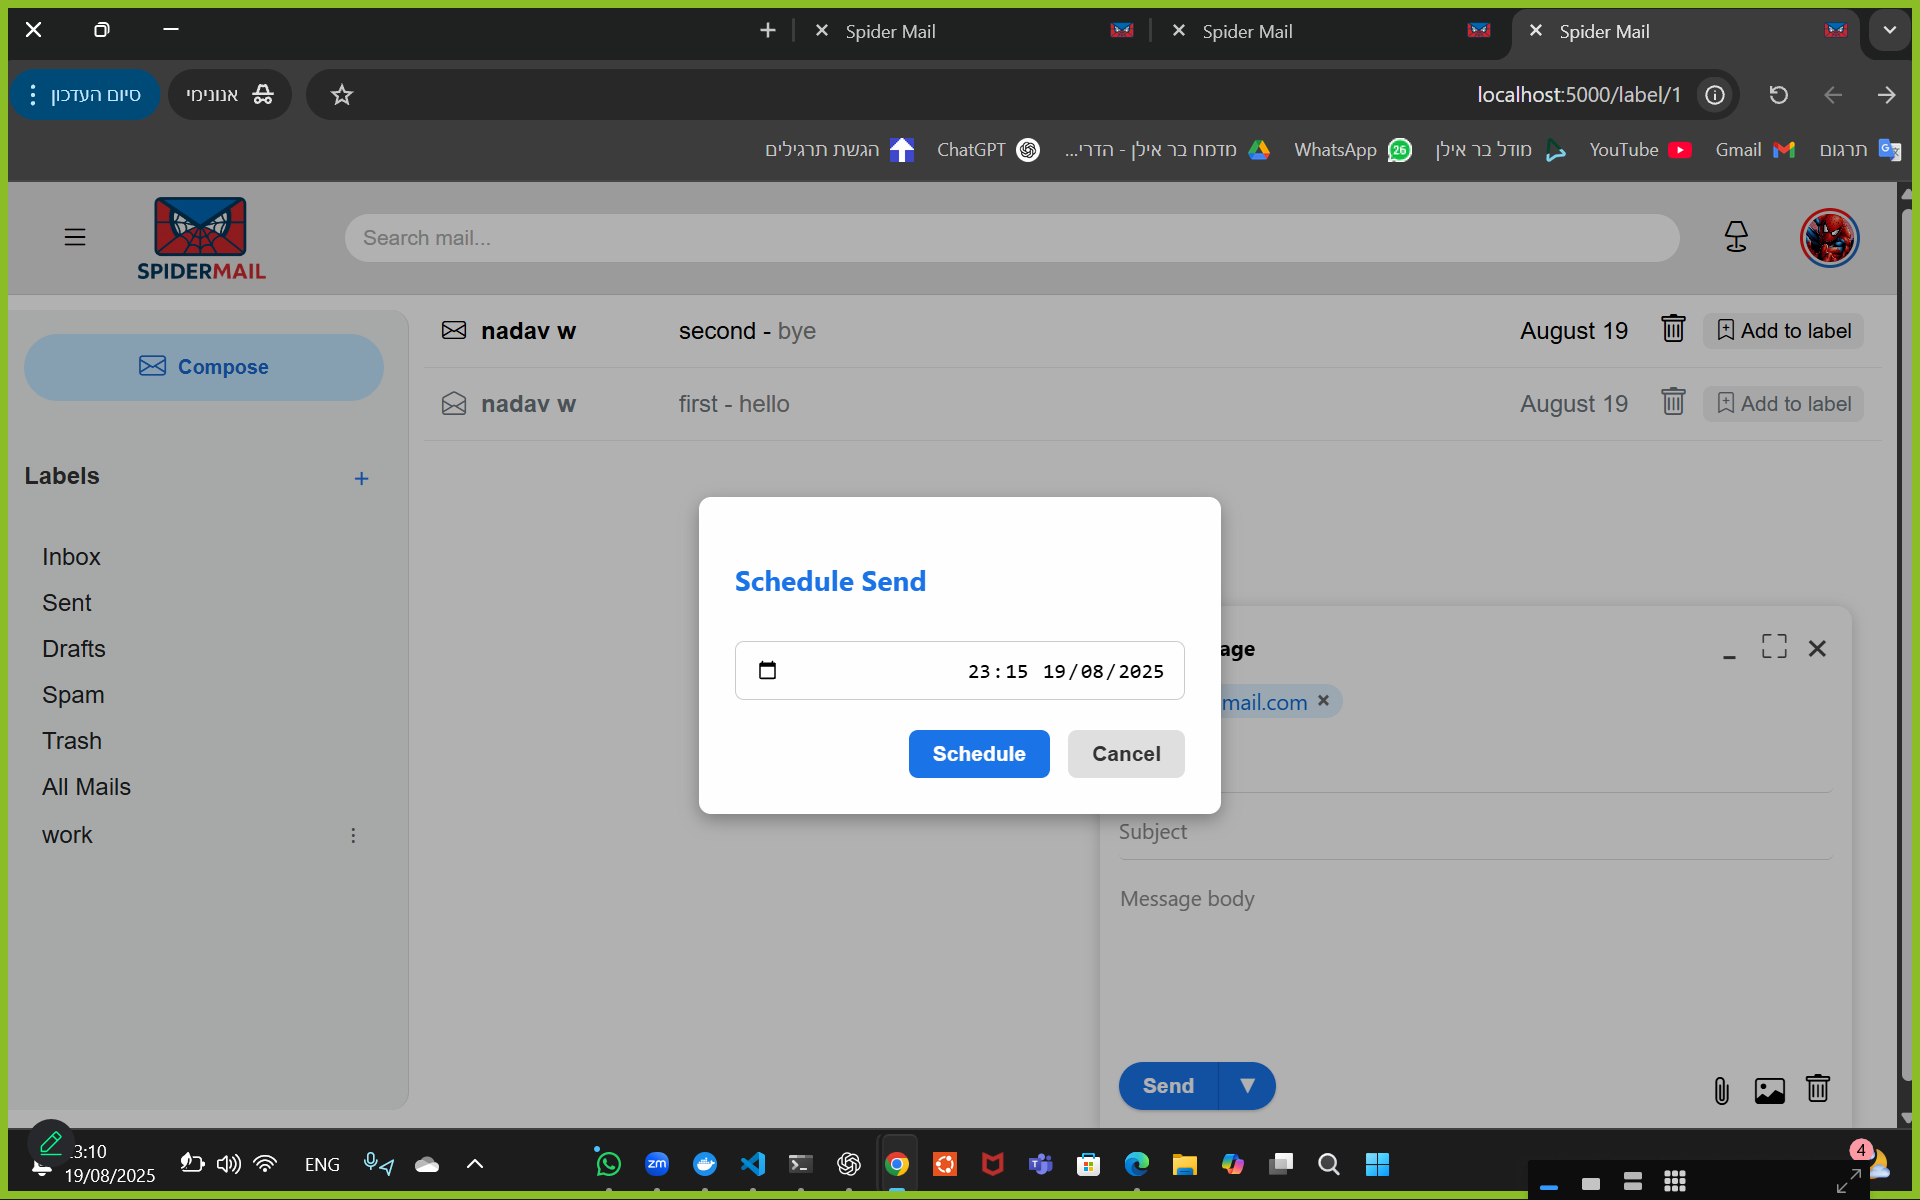 Spider Mail
Spider Mail
Spider Mail
סיום העדכון
אנונימי
localhost:5000/label/1
הגשת תרגילים
ChatGPT
מדמח בר אילן - הדרי...
WhatsApp
26
מודל בר אילן
YouTube
Gmail
תרגום
SPIDERMAIL
Search mail...
Compose
nadav w
second - bye
August 19
Add to label
nadav w
first - hello
August 19
Add to label
Labels
+
Inbox
Sent
Drafts
Spam
Trash
All Mails
work
Schedule Send
23:15 19/08/2025
Schedule
Cancel
age
mail.com ×
Subject
Message body
Send
3:10
19/08/2025
ENG
zm
4